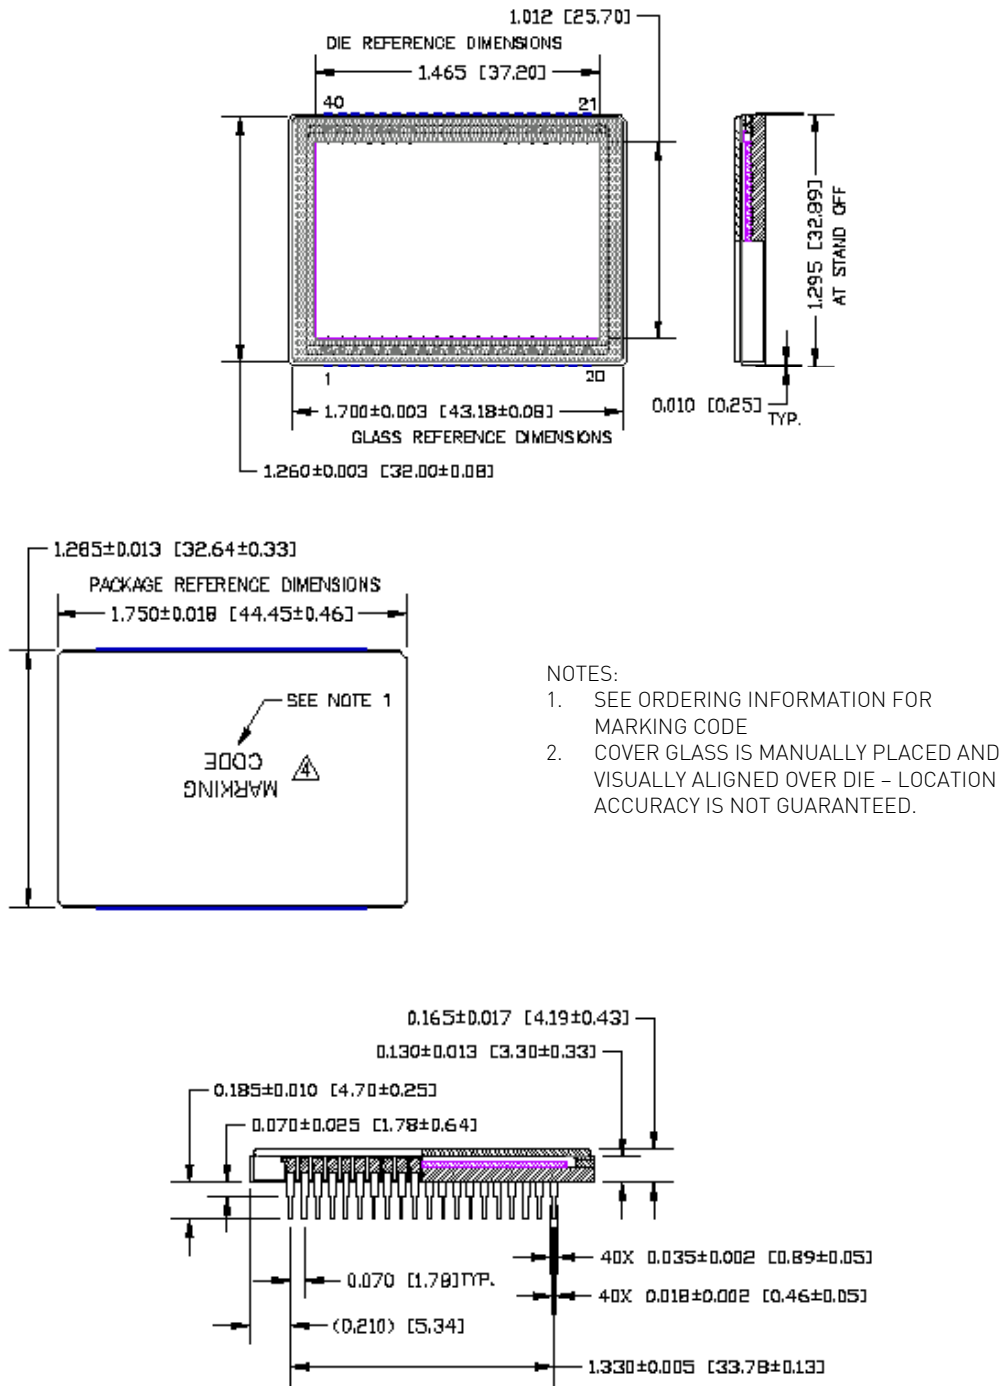 1.012 [25.70]
DIE REFERENCE DIMENSIONS
1.465 [37.20]
40
21
1.295 [32.89]
AT STAND OFF
1
20
0.010 [0.25]
TYP.
1.700±0.003 [43.18±0.08]
GLASS REFERENCE DIMENSIONS
1.260±0.003 [32.00±0.08]
1.285±0.013 [32.64±0.33]
PACKAGE REFERENCE DIMENSIONS
1.750±0.018 [44.45±0.46]
SEE NOTE 1
MARKING
CODE
4
NOTES:
1. SEE ORDERING INFORMATION FOR
MARKING CODE
2. COVER GLASS IS MANUALLY PLACED AND
VISUALLY ALIGNED OVER DIE – LOCATION
ACCURACY IS NOT GUARANTEED.
0.165±0.017 [4.19±0.43]
0.130±0.013 [3.30±0.33]
0.185±0.010 [4.70±0.25]
0.070±0.025 [1.78±0.64]
40X 0.035±0.002 [0.89±0.05]
0.070 [1.78]TYP.
40X 0.018±0.002 [0.46±0.05]
(0.210) [5.34]
1.330±0.005 [33.78±0.13]